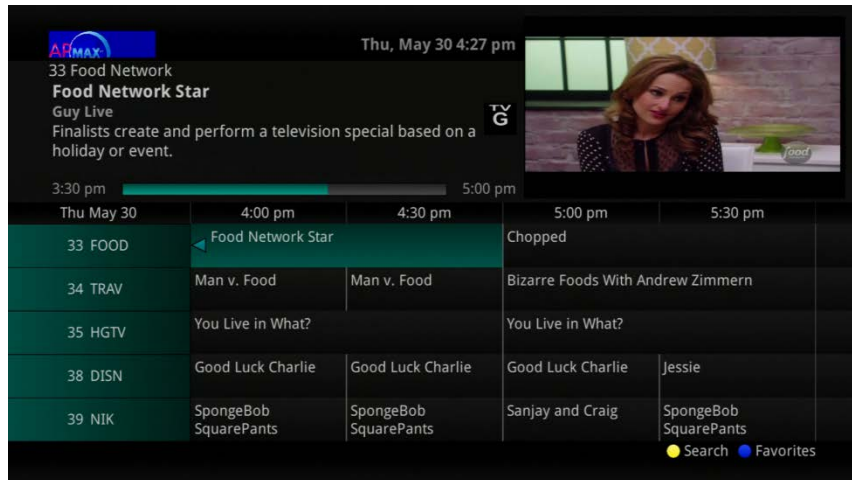 ARMAX
Thu, May 30 4:27 pm
33 Food Network
Food Network Star
Guy Live
Finalists create and perform a television special based on a
holiday or event.
TV
G
food
3:30 pm 5:00 pm
Thu May 30 4:00 pm 4:30 pm 5:00 pm 5:30 pm
33 FOOD Food Network Star Chopped
34 TRAV Man v. Food Man v. Food Bizarre Foods With Andrew Zimmern
35 HGTV You Live in What? You Live in What?
38 DISN Good Luck Charlie Good Luck Charlie Good Luck Charlie Jessie
39 NIK SpongeBob SquarePants SpongeBob SquarePants Sanjay and Craig SpongeBob SquarePants
Search Favorites